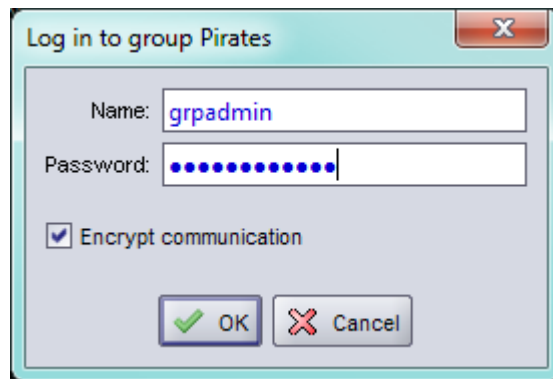 Log in to group Pirates
Name: grpadmin
Password: ••••••••••••
Encrypt communication
OK Cancel